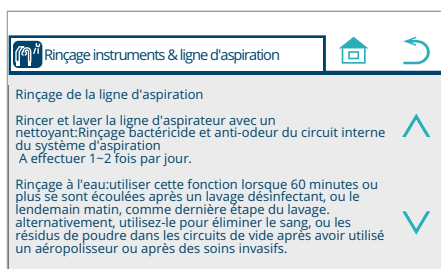 Rinçage instruments & ligne d'aspiration
Rinçage de la ligne d'aspiration
Rincer et laver la ligne d'aspirateur avec un
nettoyant:Rinçage bactéricide et anti-odeur du circuit interne
du système d'aspiration
A effectuer 1~2 fois par jour.
Rinçage à l'eau:utiliser cette fonction lorsque 60 minutes ou
plus se sont écoulées après un lavage désinfectant, ou le
lendemain matin, comme dernière étape du lavage.
alternativement, utilisez-le pour éliminer le sang, ou les
résidus de poudre dans les circuits de vide après avoir utilisé
un aéropolisseur ou après des soins invasifs.